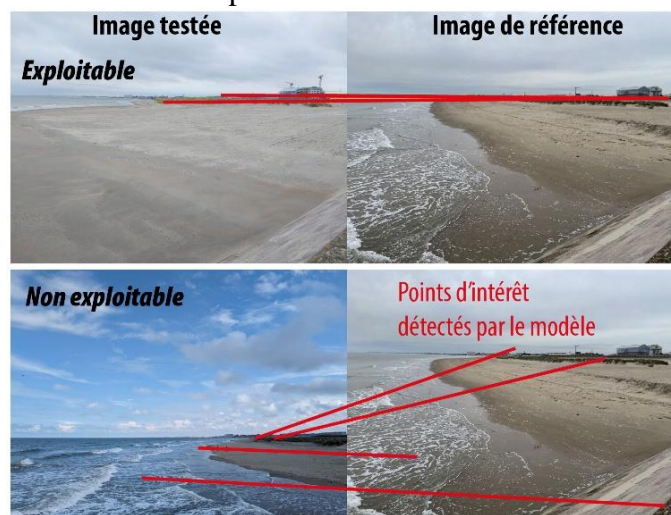 Image testée
Image de référence
Exploitable
Non exploitable
Points d'intérêt
détectés par le modèle